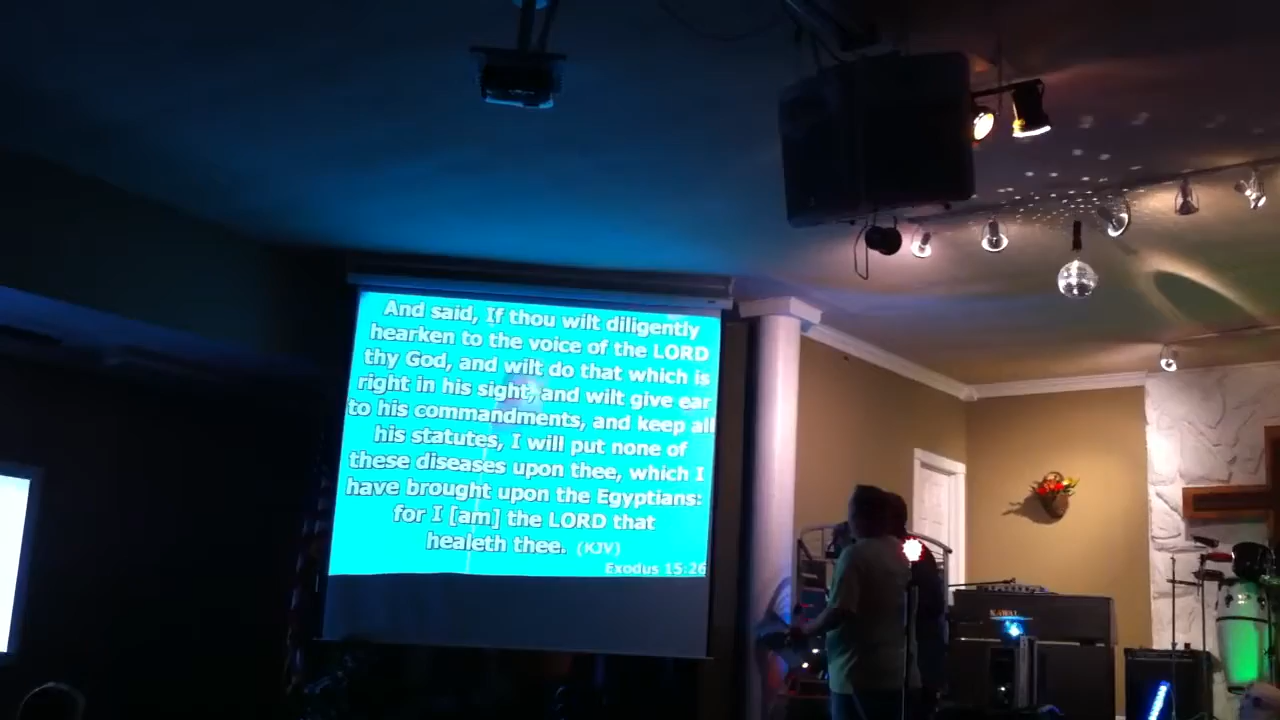 And said, If thou wilt diligently
hearken to the voice of the LORD
thy God, and wilt do that which is
right in his sight, and wilt give ear
to his commandments, and keep all
his statutes, I will put none of
these diseases upon thee, which I
have brought upon the Egyptians:
for I [am] the LORD that
healeth thee. (KJV)
Exodus 15:26
KAWAI